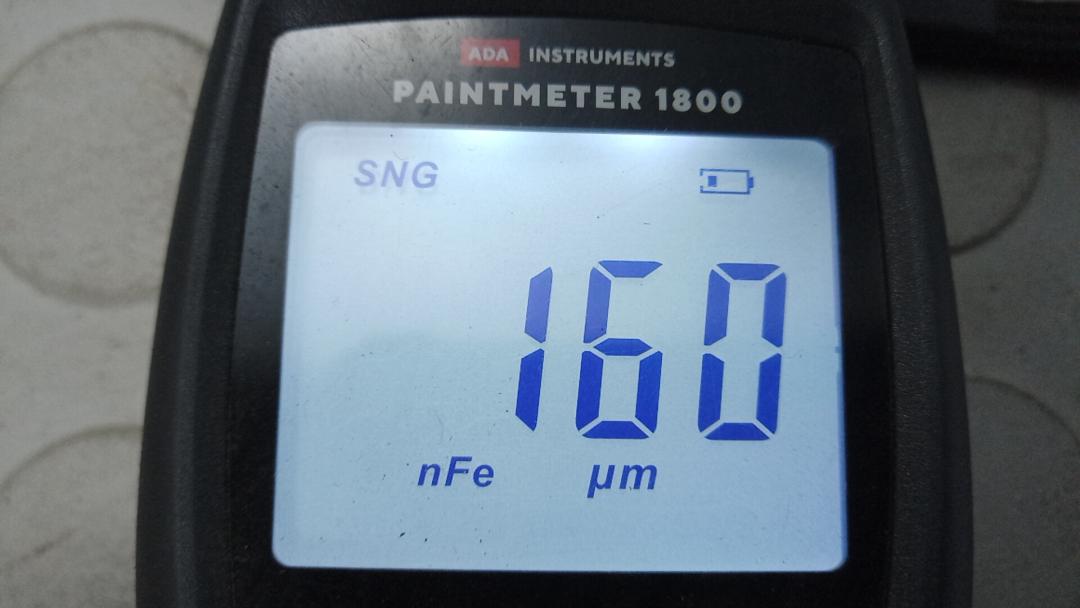 ADA INSTRUMENTS
PAINTMETER 1800
SNG
160
nFe µm